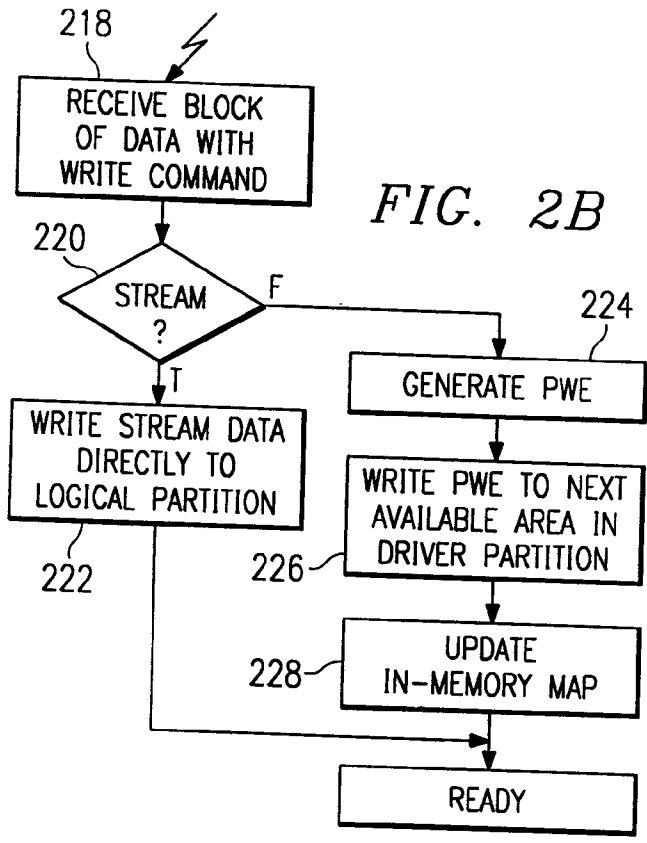 218
RECEIVE BLOCK
OF DATA WITH
WRITE COMMAND
FIG. 2B
220
STREAM
?
F
T
224
GENERATE PWE
WRITE STREAM DATA
DIRECTLY TO
LOGICAL PARTITION
222
WRITE PWE TO NEXT
AVAILABLE AREA IN
DRIVER PARTITION
226
UPDATE
IN-MEMORY MAP
228
READY